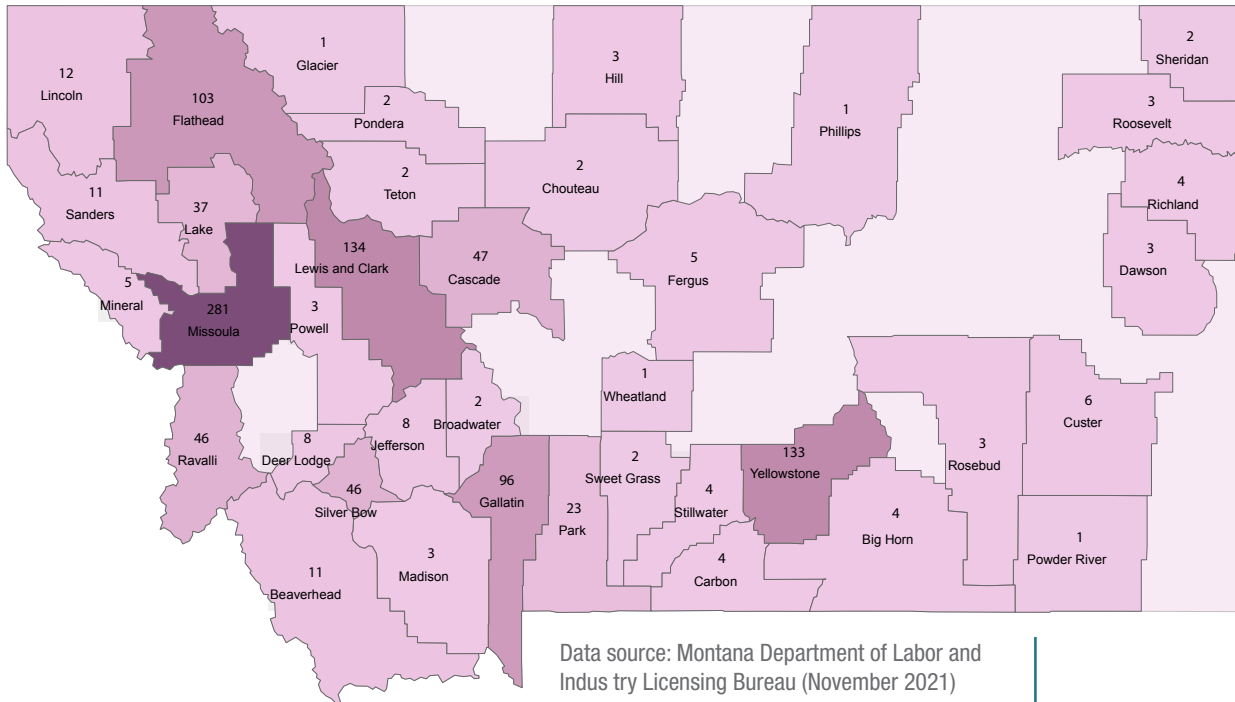 1
Glacier
2
Sheridan
12
Lincoln
3
Hill
103
Flathead
2
Pondera
1
Phillips
3
Roosevelt
2
Teton
2
Chouteau
11
Sanders
37
Lake
4
Richland
134
Lewis and Clark
47
Cascade
5
Fergus
3
Dawson
5
Mineral
281
Missoula
3
Powell
1
Wheatland
2
Broadwater
6
Custer
46
Ravalli
8
Deer Lodge
8
Jefferson
133
Yellowstone
3
Rosebud
2
Sweet Grass
96
Gallatin
46
Silver Bow
4
Stillwater
23
Park
4
Big Horn
1
Powder River
3
Madison
4
Carbon
11
Beaverhead
Data source: Montana Department of Labor and
Indus try Licensing Bureau (November 2021)